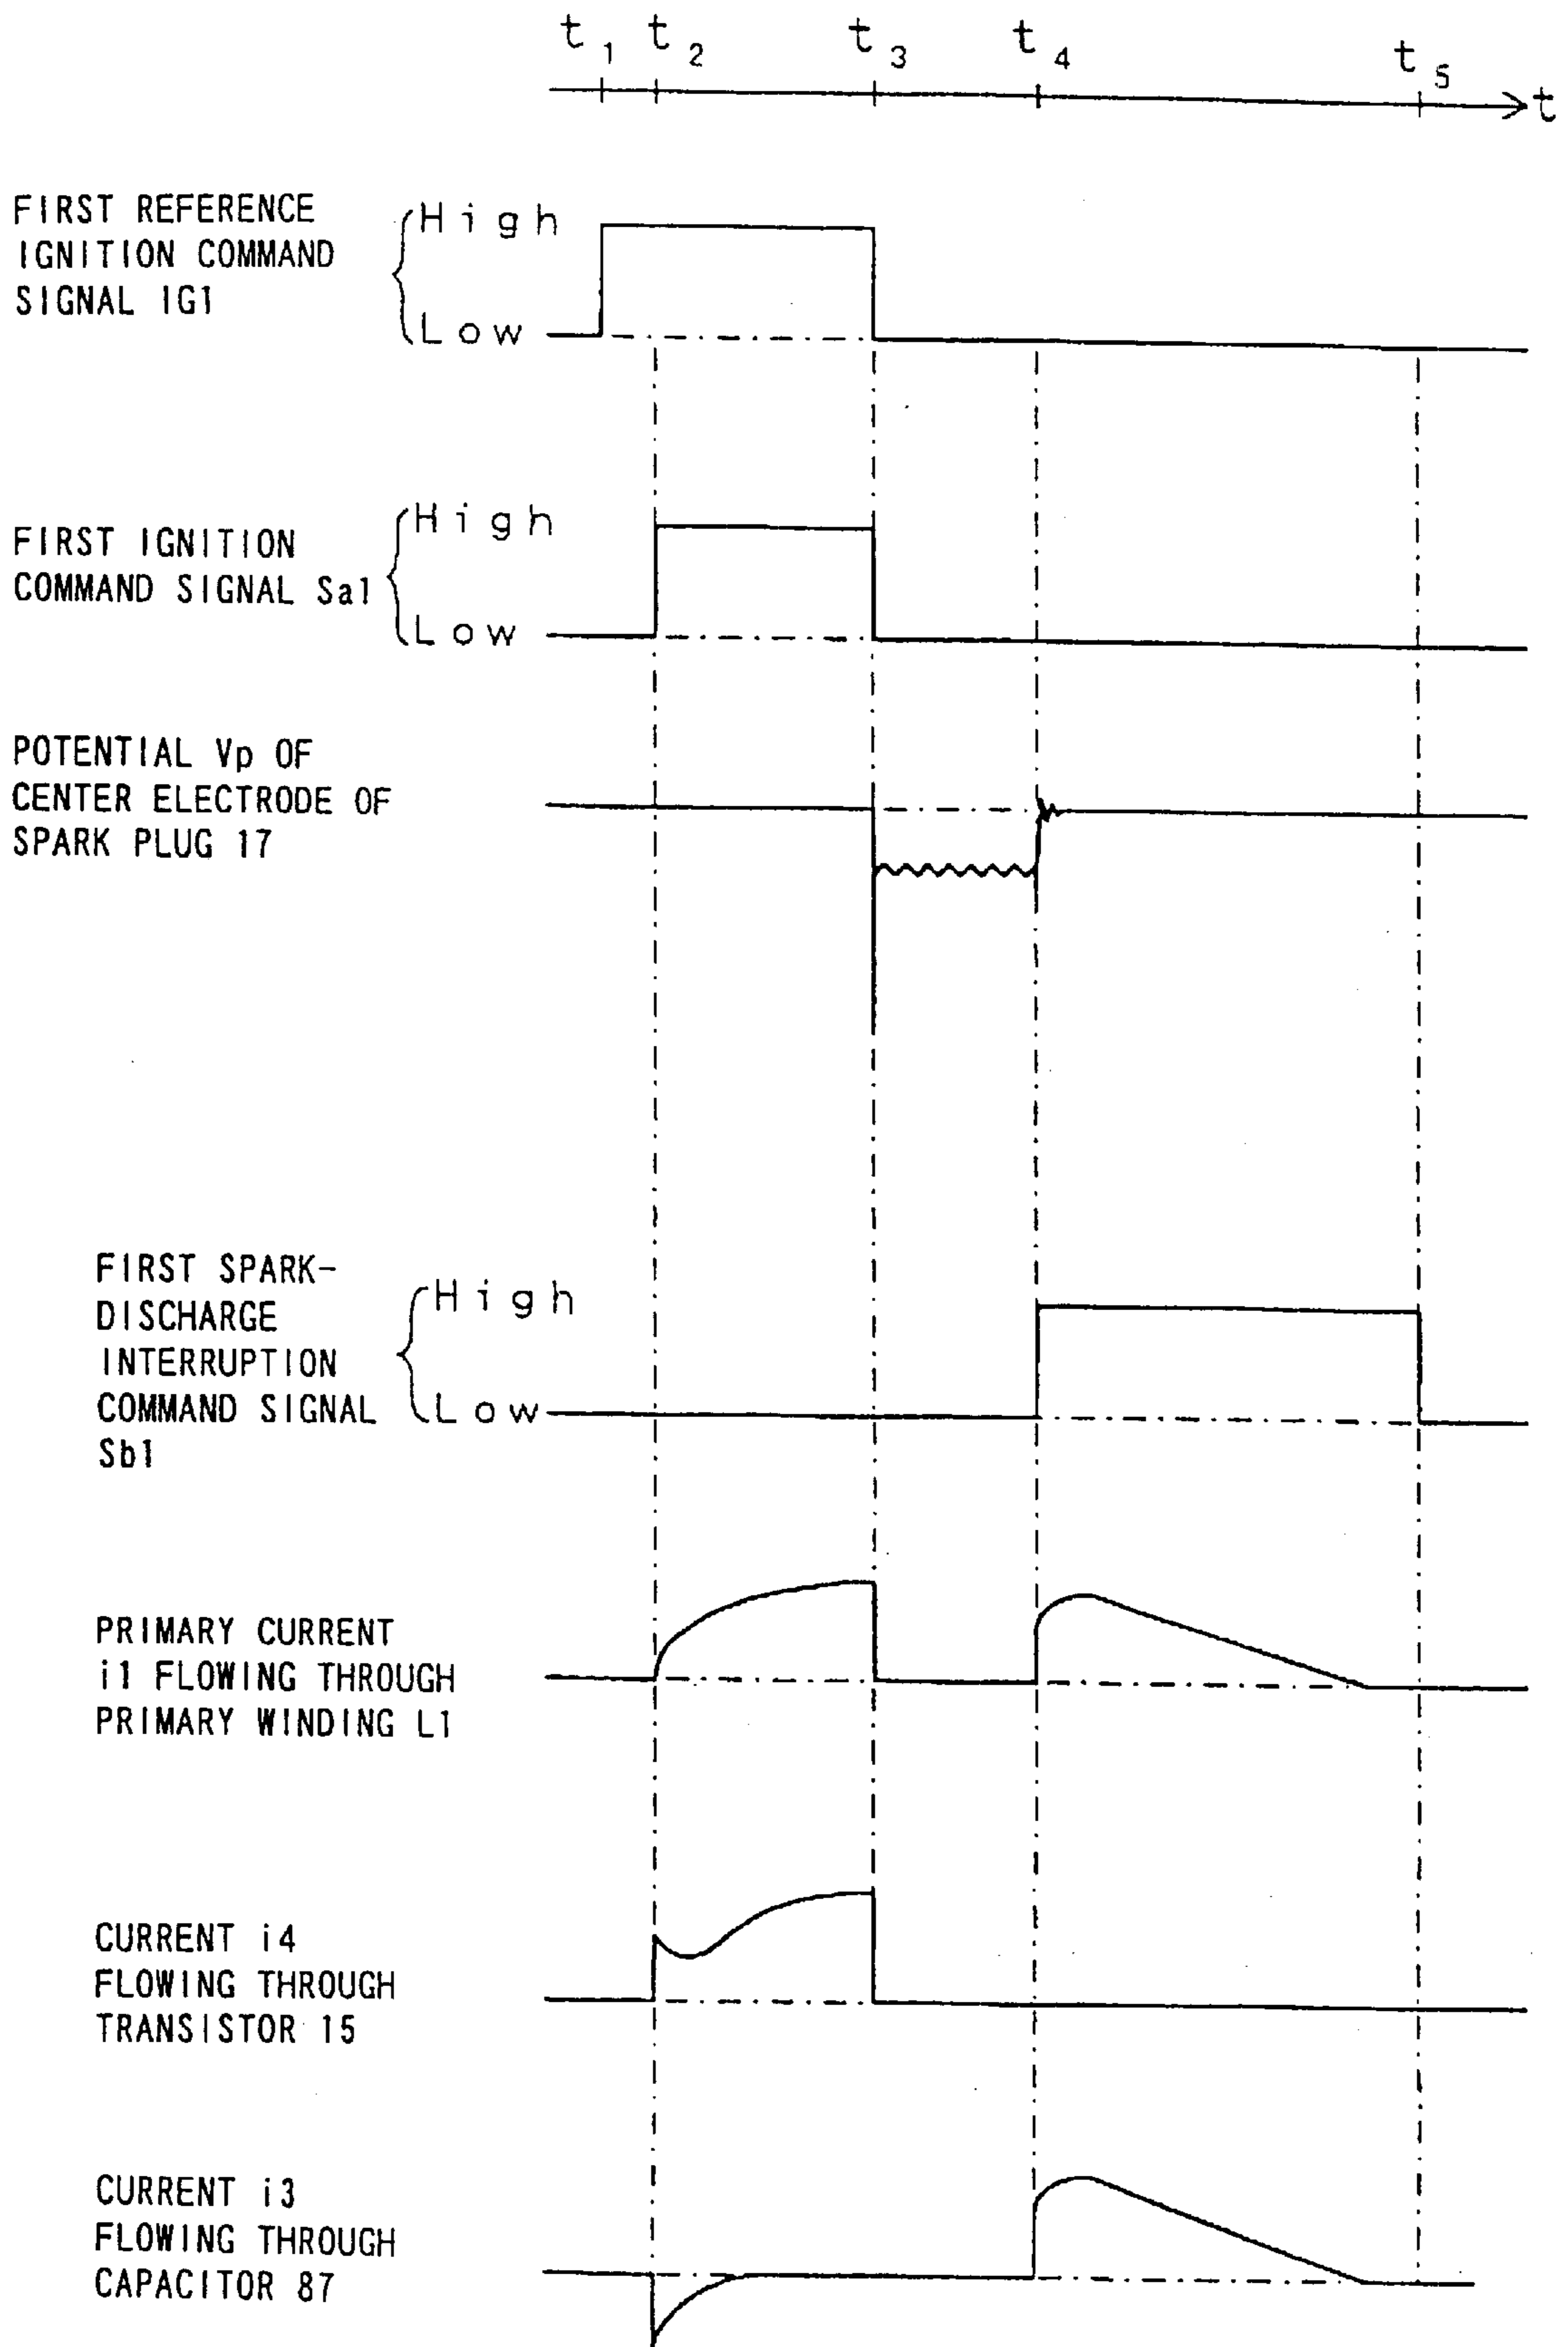 t1 t2 t3 t4 t5 t
FIRST REFERENCE
IGNITION COMMAND
SIGNAL IG1
High
Low
FIRST IGNITION
COMMAND SIGNAL Sa1
High
Low
POTENTIAL Vp OF
CENTER ELECTRODE OF
SPARK PLUG 17
FIRST SPARK-
DISCHARGE
INTERRUPTION
COMMAND SIGNAL
Sb1
High
Low
PRIMARY CURRENT
i1 FLOWING THROUGH
PRIMARY WINDING L1
CURRENT i4
FLOWING THROUGH
TRANSISTOR 15
CURRENT i3
FLOWING THROUGH
CAPACITOR 87